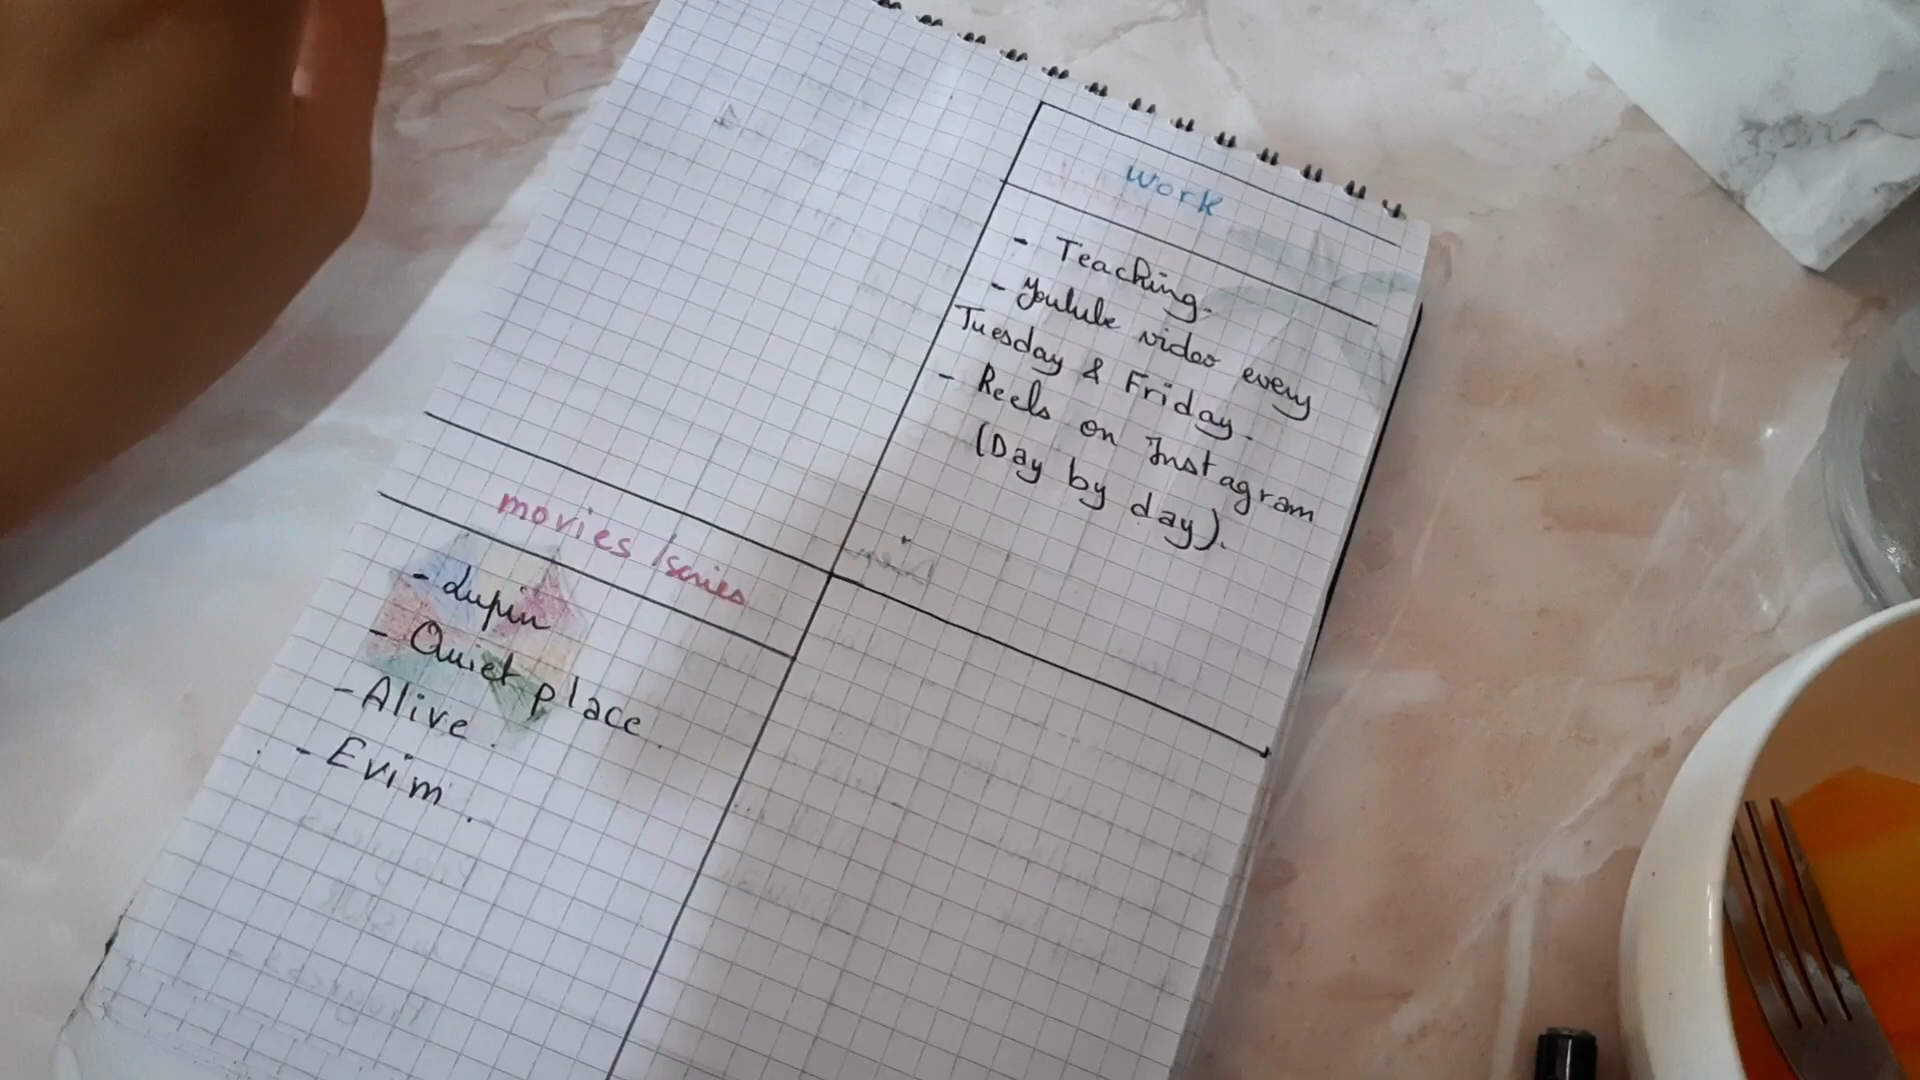 work
- Teaching.
- Youtube video every
Tuesday & Friday.
- Reels on Instagram
(Day by day).
movies /series
- Lupin
- Quiet place.
- Alive.
- Evim.